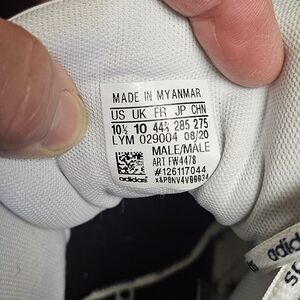 MADE IN MYANMAR
US UK FR JP CHN
10½ 10 44⅔ 285 275
LYM 029004 08/20
MALE/MÂLE
ART FW4478
#126117044
adidas
adidas